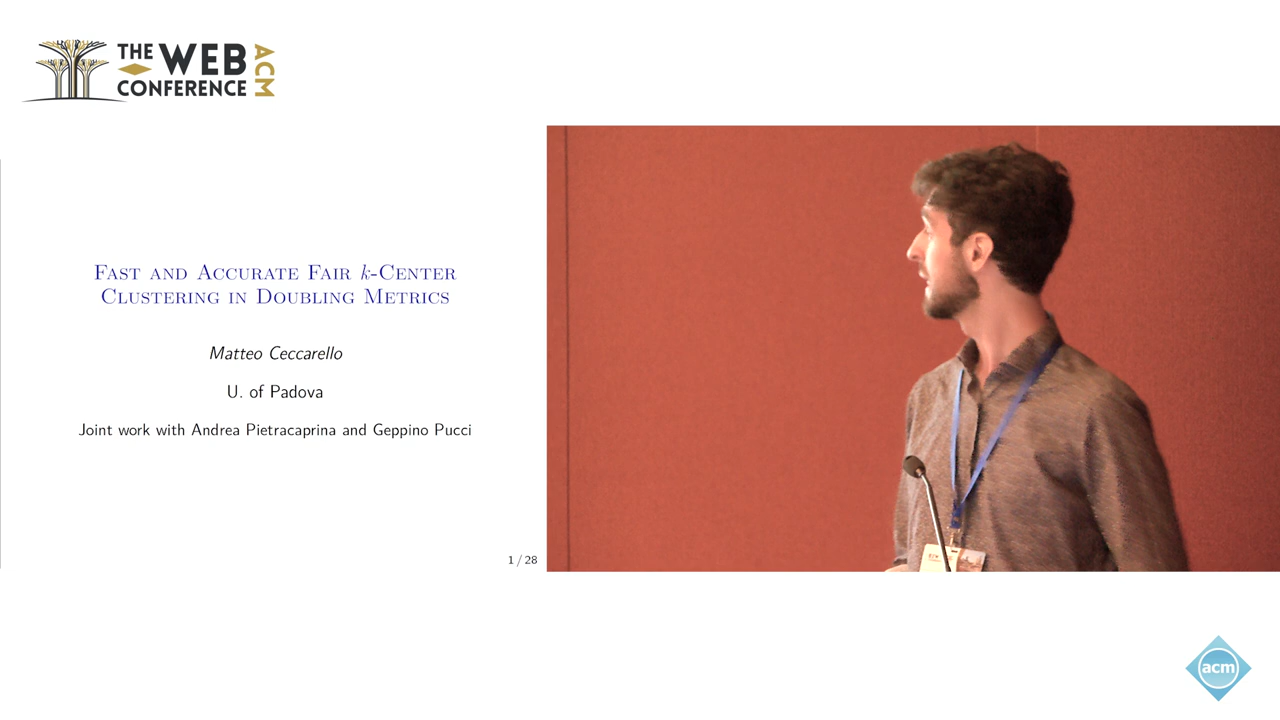 THE WEB
CONFERENCE
ACM
Fast and Accurate Fair k-Center
Clustering in Doubling Metrics
Matteo Ceccarello
U. of Padova
Joint work with Andrea Pietracaprina and Geppino Pucci
1 / 28
acm